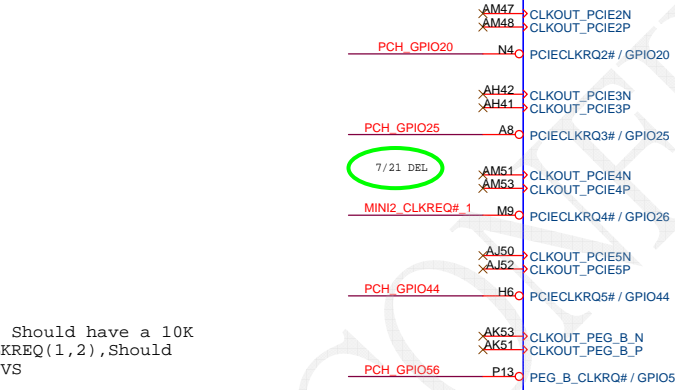 AM47 CLKOUT_PCIE2N
AM48 CLKOUT_PCIE2P
PCH_GPIO20 N4 PCIECLKRQ2# / GPIO20
AH42 CLKOUT_PCIE3N
AH41 CLKOUT_PCIE3P
PCH_GPIO25 A8 PCIECLKRQ3# / GPIO25
7/21 DEL
AM51 CLKOUT_PCIE4N
AM53 CLKOUT_PCIE4P
MINI2_CLKREQ#_1 M9 PCIECLKRQ4# / GPIO26
AJ50 CLKOUT_PCIE5N
AJ52 CLKOUT_PCIE5P
PCH_GPIO44 H6 PCIECLKRQ5# / GPIO44
Should have a 10K
KREQ(1,2),Should
VS
AK53 CLKOUT_PEG_B_N
AK51 CLKOUT_PEG_B_P
PCH_GPIO56 P13 PEG_B_CLKRQ# / GPIO5